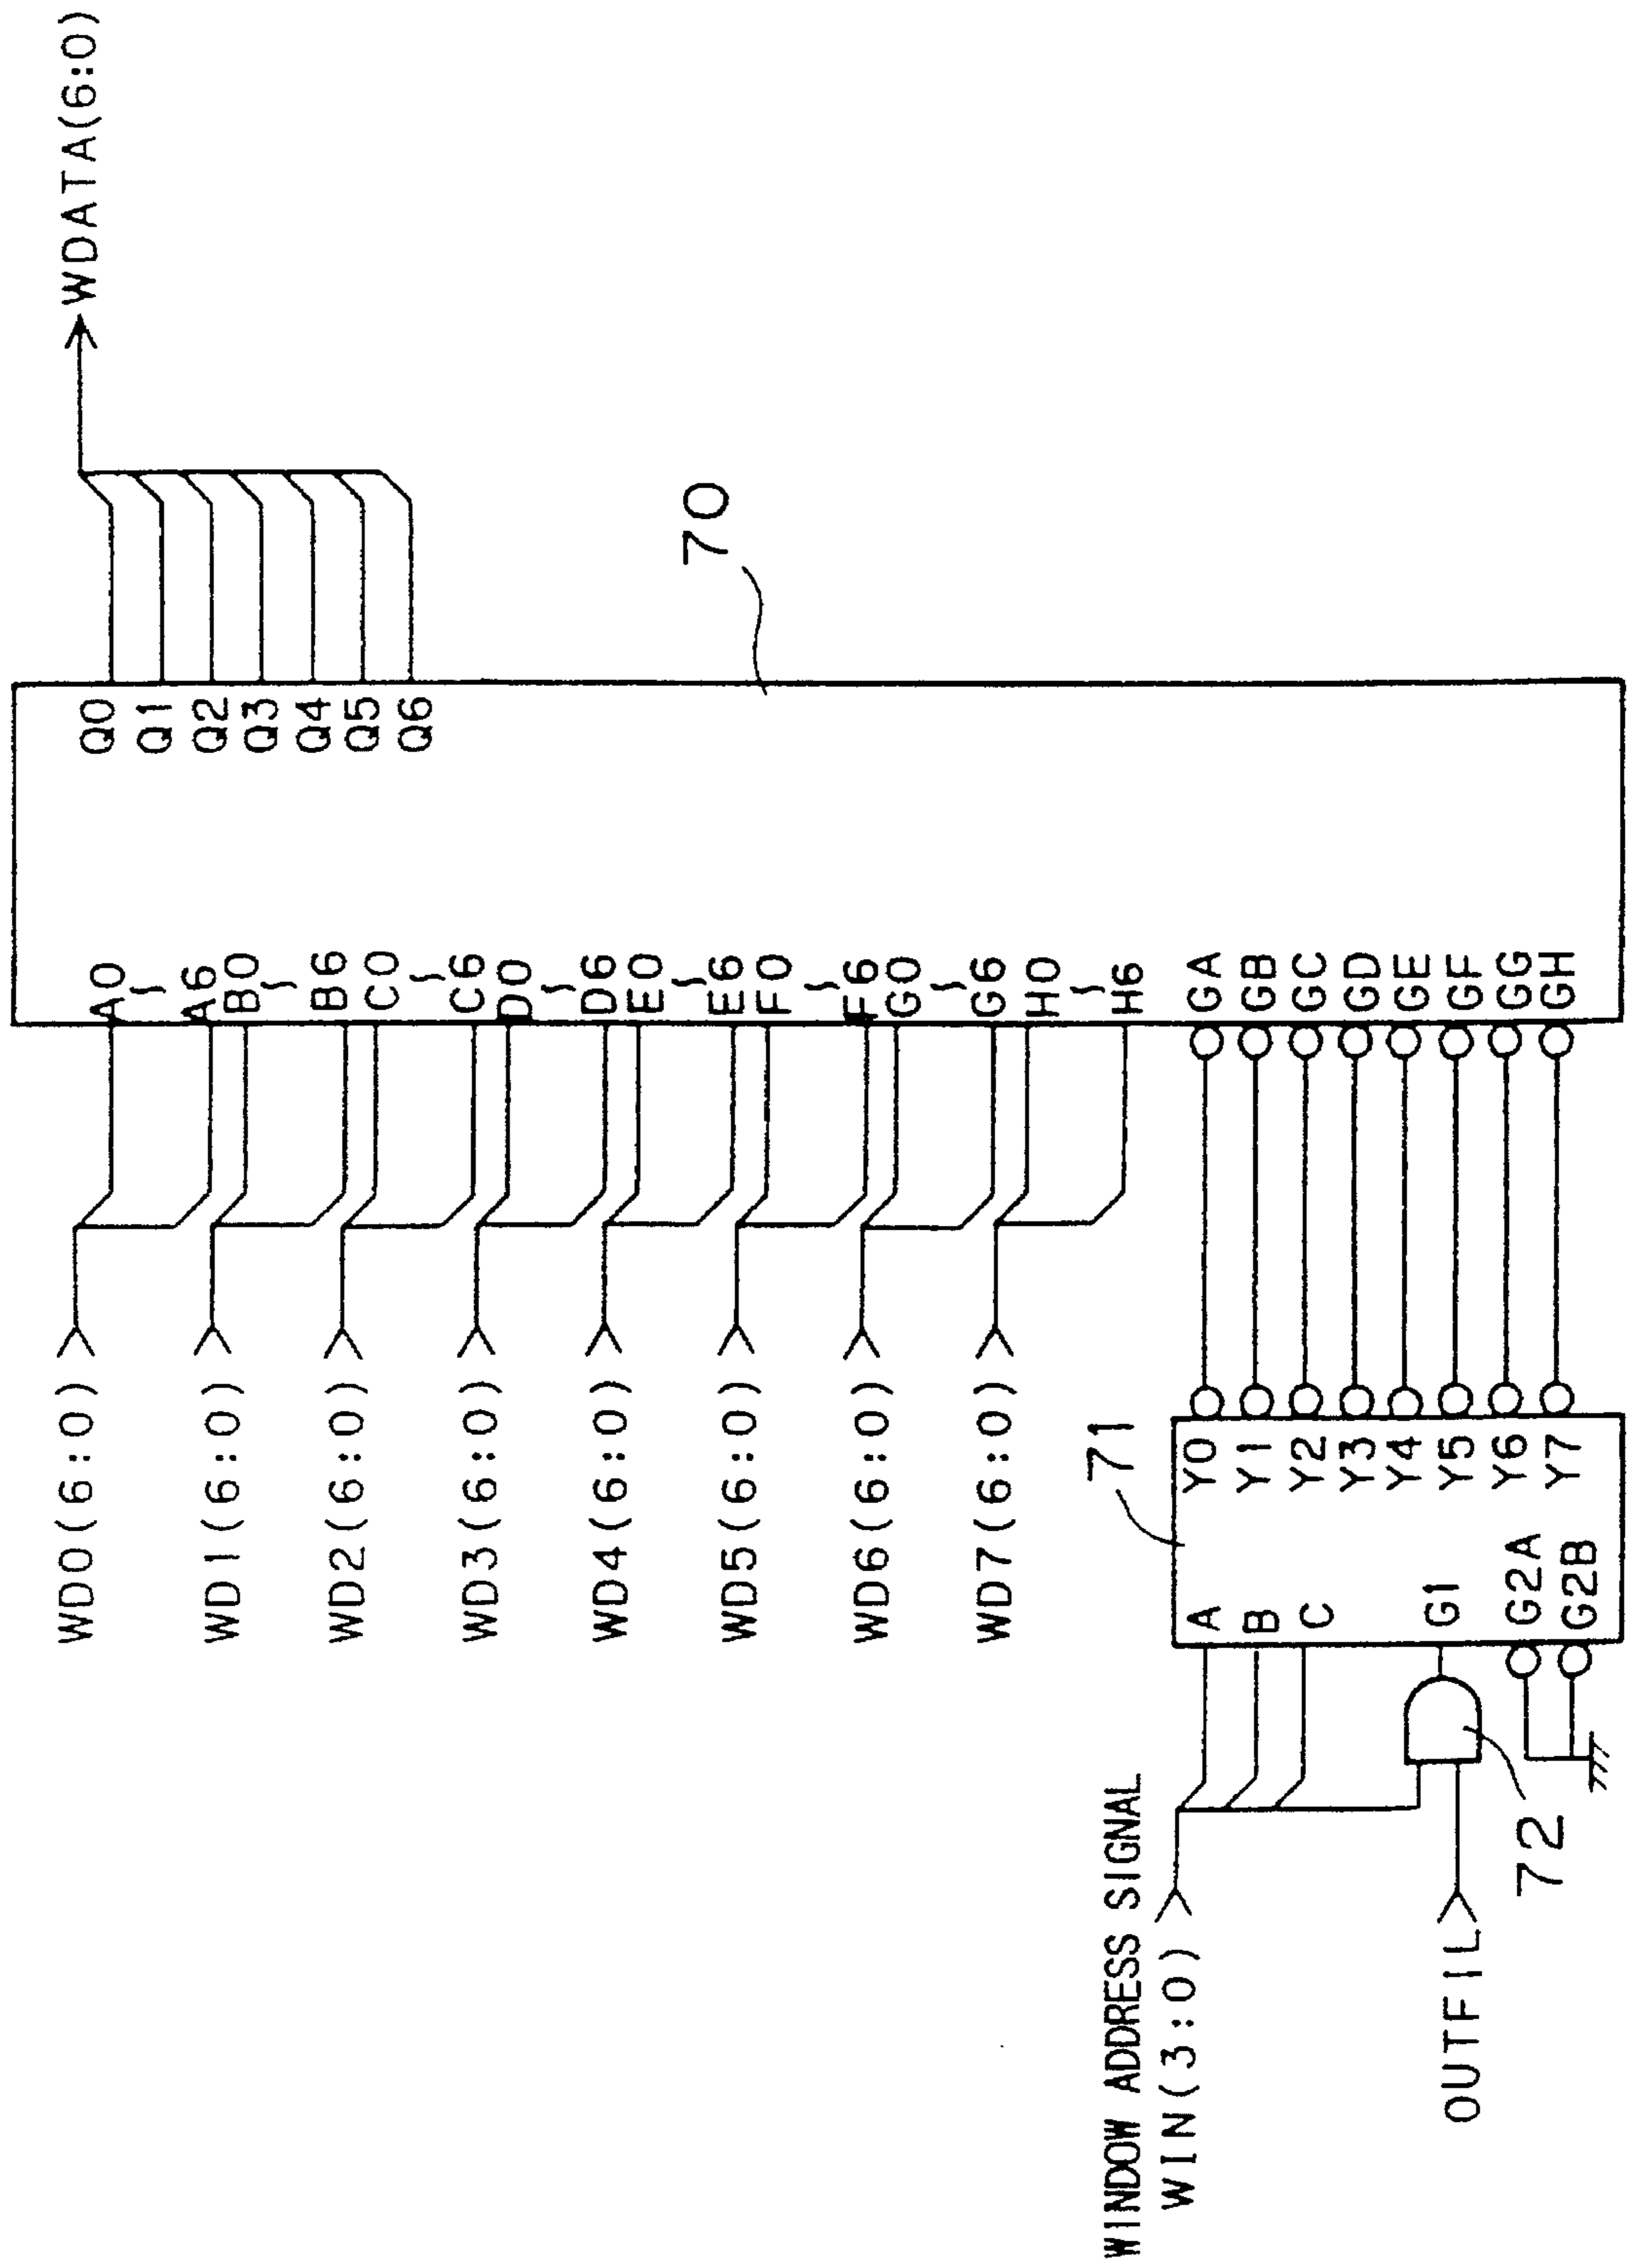 WD0(6:0)
WD1(6:0)
WD2(6:0)
WD3(6:0)
WD4(6:0)
WD5(6:0)
WD6(6:0)
WD7(6:0)
A0
~
A6
B0
~
B6
C0
~
C6
D0
~
D6
E0
~
E6
F0
~
F6
G0
~
G6
H0
~
H6
GA
GB
GC
GD
GE
GF
GG
GH
Q0
Q1
Q2
Q3
Q4
Q5
Q6
WDATA(6:0)
70
71
Y0
Y1
Y2
Y3
Y4
Y5
Y6
Y7
A
B
C
G1
G2A
G2B
WINDOW ADDRESS SIGNAL
WIN(3:0)
OUTFIL
72